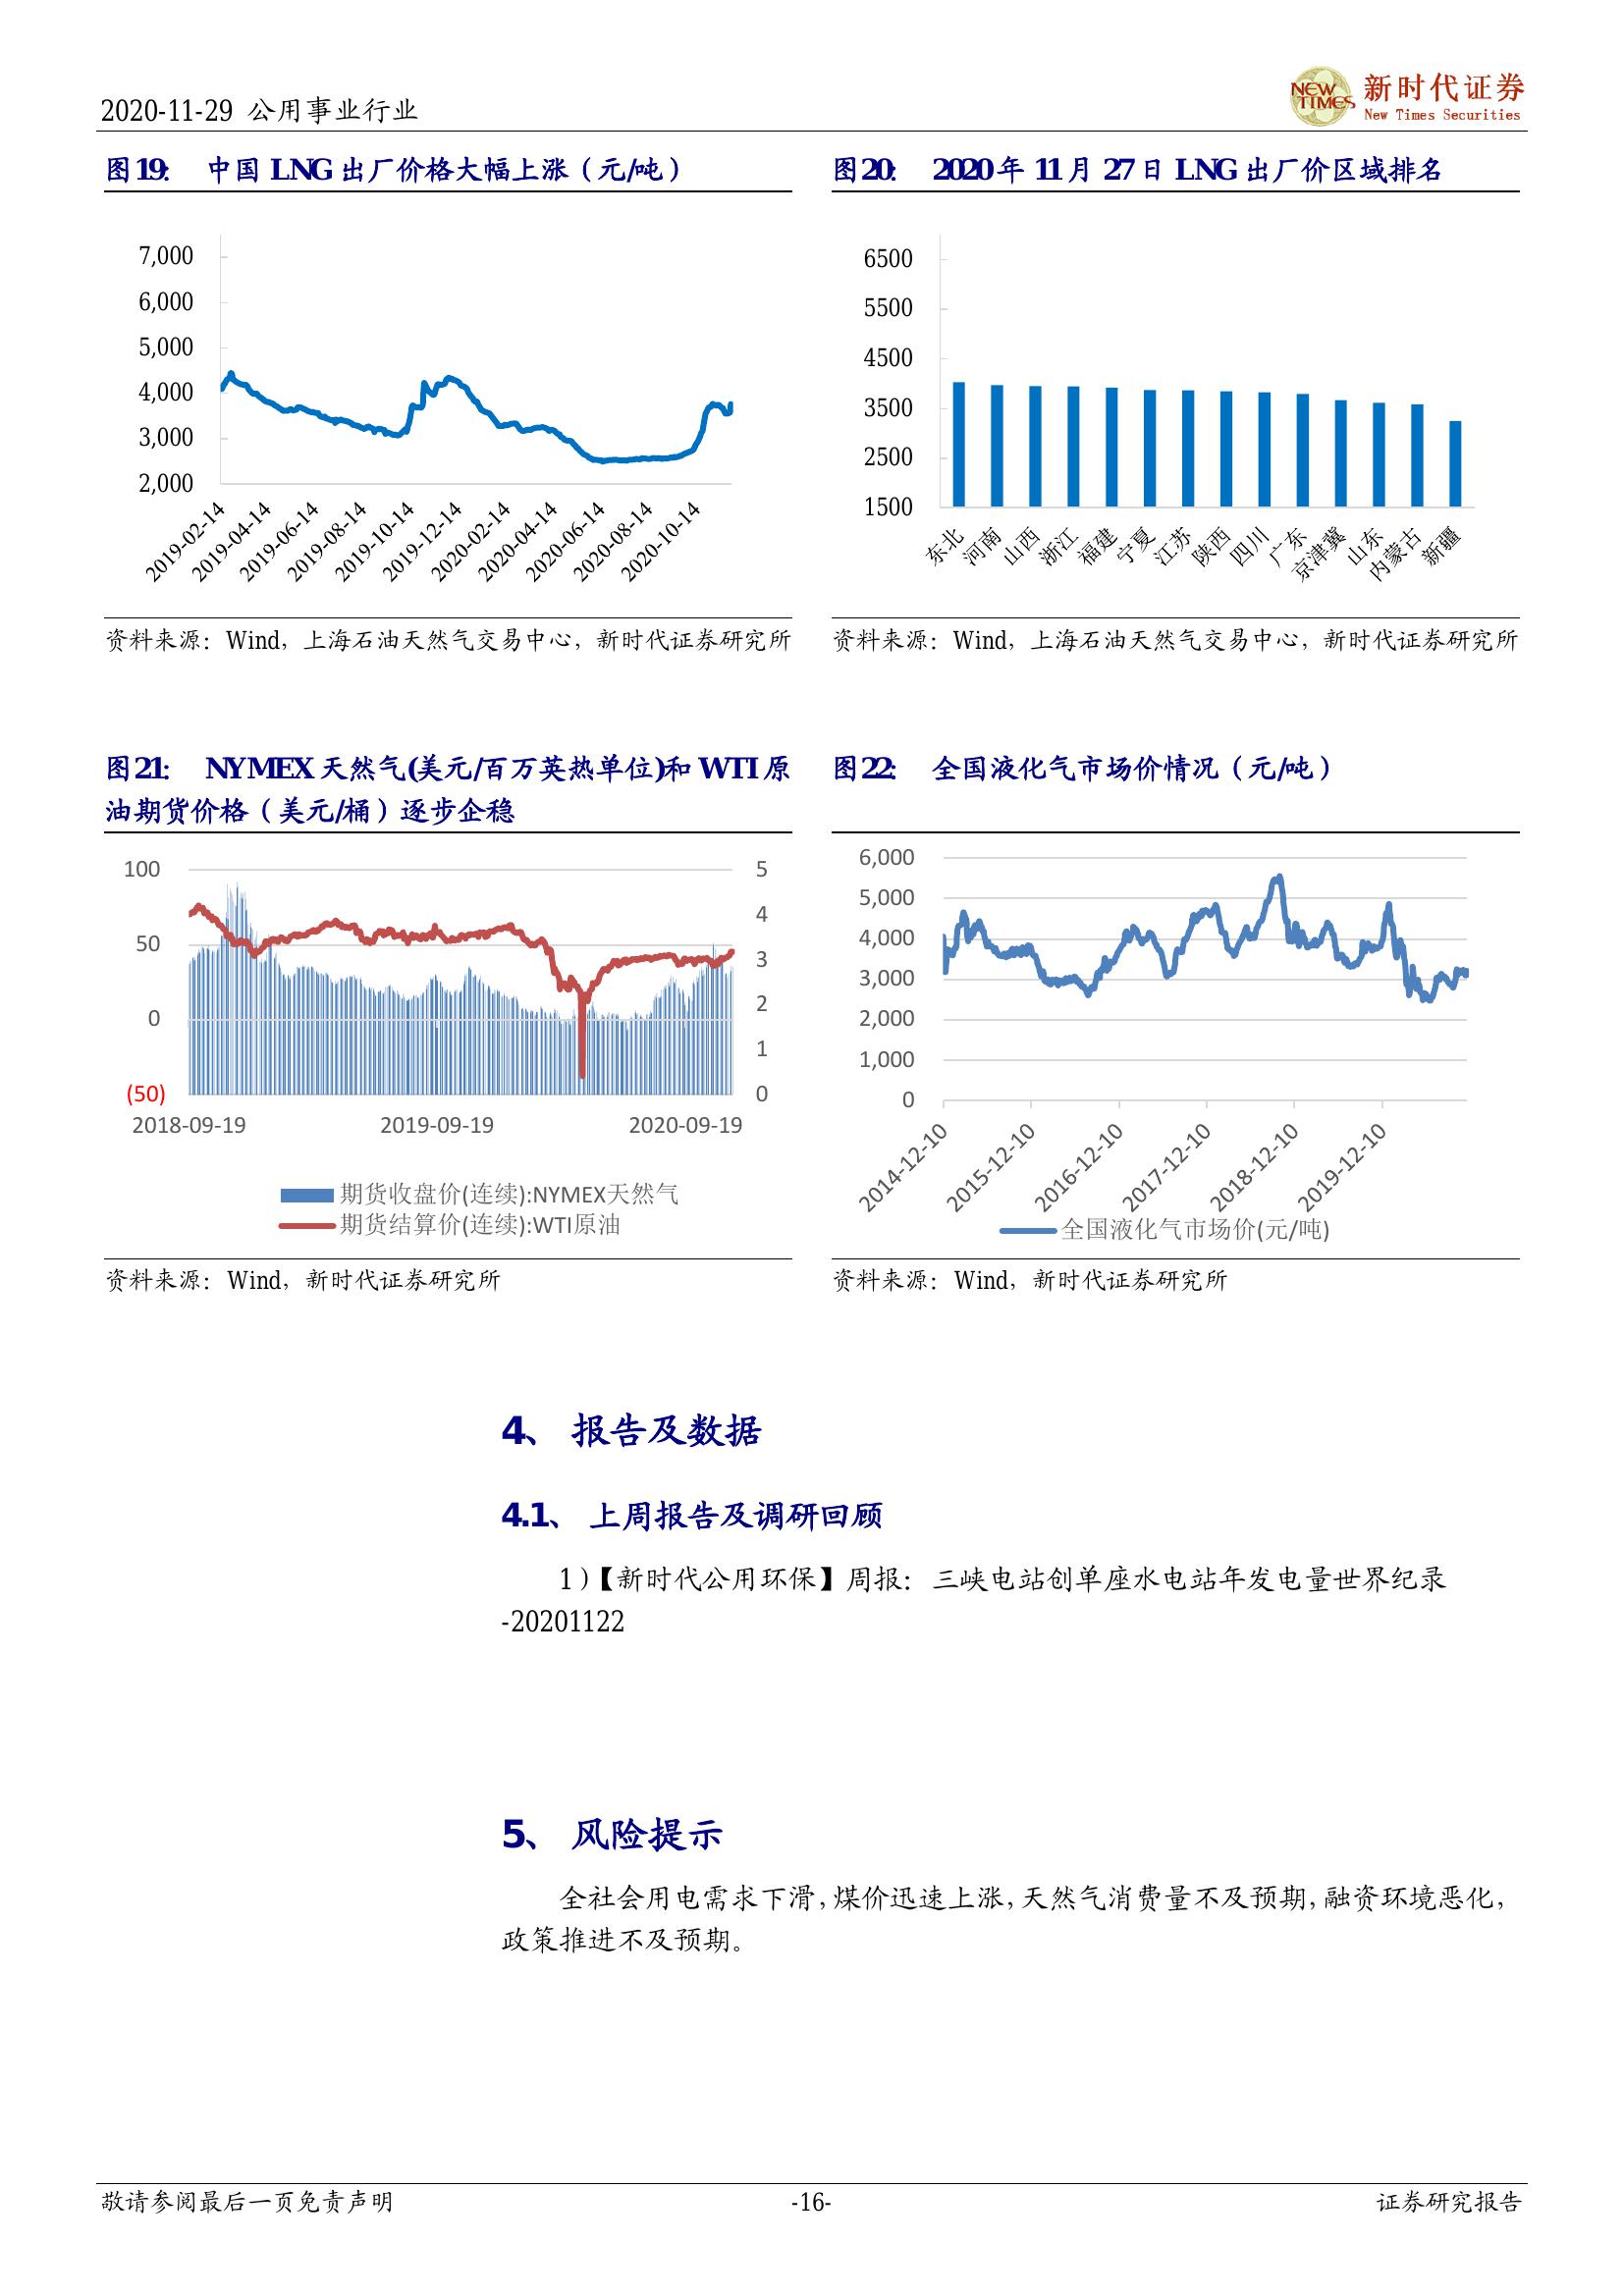 2020-11-29 公用事业行业
NEW TIMES 新时代证券
New Times Securities
图19： 中国 LNG 出厂价格大幅上涨（元/吨）
7,000
6,000
5,000
4,000
3,000
2,000
2019-02-14
2019-04-14
2019-06-14
2019-08-14
2019-10-14
2019-12-14
2020-02-14
2020-04-14
2020-06-14
2020-08-14
2020-10-14
资料来源：Wind，上海石油天然气交易中心，新时代证券研究所
图20： 2020 年 11 月 27 日 LNG 出厂价区域排名
6500
5500
4500
3500
2500
1500
东北
河南
山西
浙江
福建
宁夏
江苏
陕西
四川
广东
京津冀
山东
内蒙古
新疆
资料来源：Wind，上海石油天然气交易中心，新时代证券研究所
图21： NYMEX 天然气(美元/百万英热单位)和 WTI 原
油期货价格（美元/桶）逐步企稳
100
50
0
(50)
5
4
3
2
1
0
2018-09-19
2019-09-19
2020-09-19
期货收盘价(连续):NYMEX天然气
期货结算价(连续):WTI原油
资料来源：Wind，新时代证券研究所
图22： 全国液化气市场价情况（元/吨）
6,000
5,000
4,000
3,000
2,000
1,000
0
2014-12-10
2015-12-10
2016-12-10
2017-12-10
2018-12-10
2019-12-10
全国液化气市场价(元/吨)
资料来源：Wind，新时代证券研究所
4、 报告及数据
4.1、 上周报告及调研回顾
1）【新时代公用环保】周报：三峡电站创单座水电站年发电量世界纪录
-20201122
5、 风险提示
全社会用电需求下滑，煤价迅速上涨，天然气消费量不及预期，融资环境恶化，
政策推进不及预期。
敬请参阅最后一页免责声明
-16-
证券研究报告